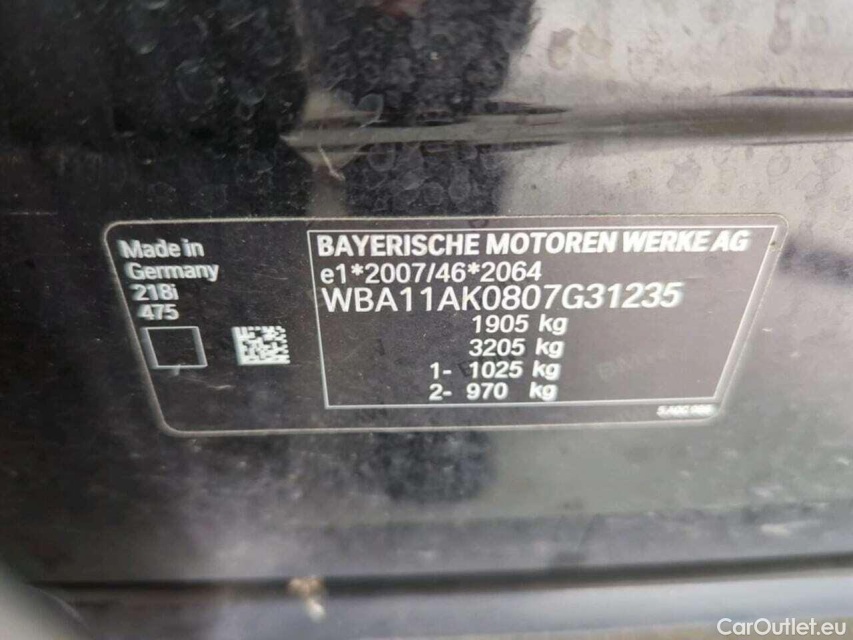 Made in
Germany
218i
475
BAYERISCHE MOTOREN WERKE AG
e1*2007/46*2064
WBA11AK0807G31235
1905 kg
3205 kg
1- 1025 kg
2- 970 kg
CarOutlet.eu